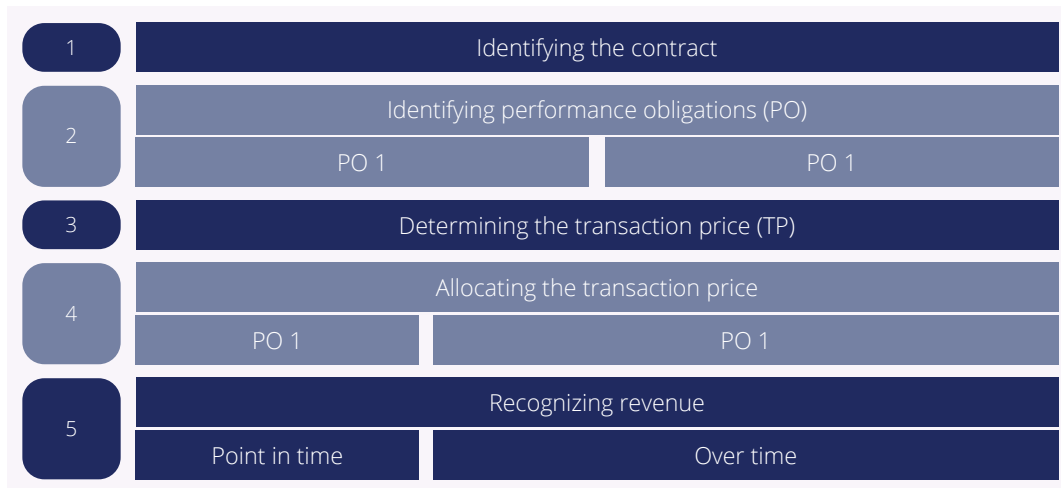 1
Identifying the contract
2
Identifying performance obligations (PO)
PO 1
PO 1
3
Determining the transaction price (TP)
4
Allocating the transaction price
PO 1
PO 1
5
Recognizing revenue
Point in time
Over time